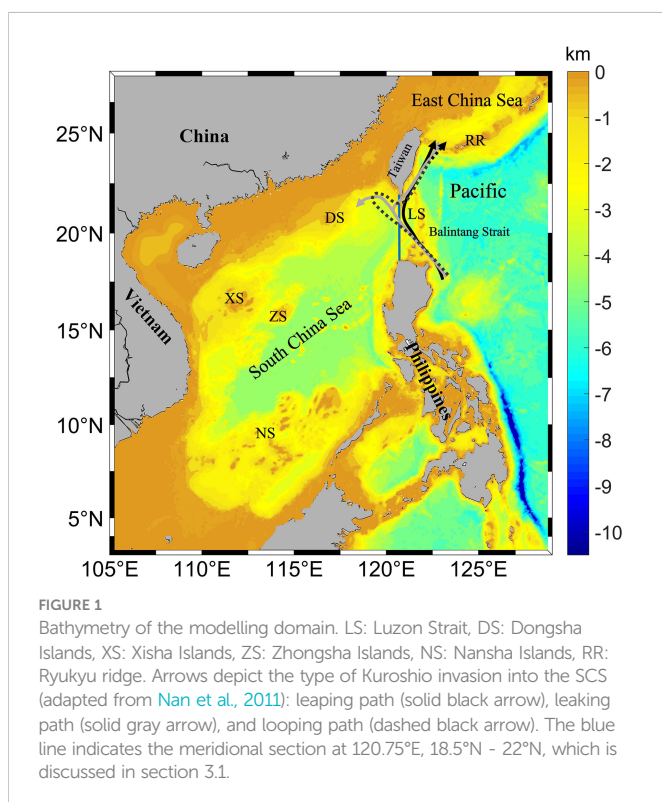 km
East China Sea
25°N
China
RR
Taiwan
Pacific
DS
LS
20°N
Balintang Strait
XS
ZS
Vietnam
15°N
South China Sea
Philippines
10°N
NS
5°N
105°E
110°E
115°E
120°E
125°E
0
-1
-2
-3
-4
-5
-6
-7
-8
-9
-10
FIGURE 1
Bathymetry of the modelling domain. LS: Luzon Strait, DS: Dongsha
Islands, XS: Xisha Islands, ZS: Zhongsha Islands, NS: Nansha Islands, RR:
Ryukyu ridge. Arrows depict the type of Kuroshio invasion into the SCS
(adapted from Nan et al., 2011): leaping path (solid black arrow), leaking
path (solid gray arrow), and looping path (dashed black arrow). The blue
line indicates the meridional section at 120.75°E, 18.5°N - 22°N, which is
discussed in section 3.1.